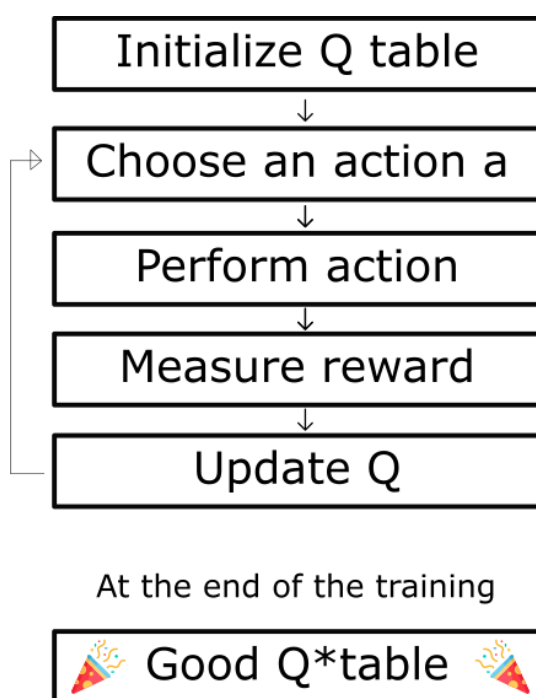 Initialize Q table
Choose an action a
Perform action
Measure reward
Update Q
At the end of the training
Good Q*table